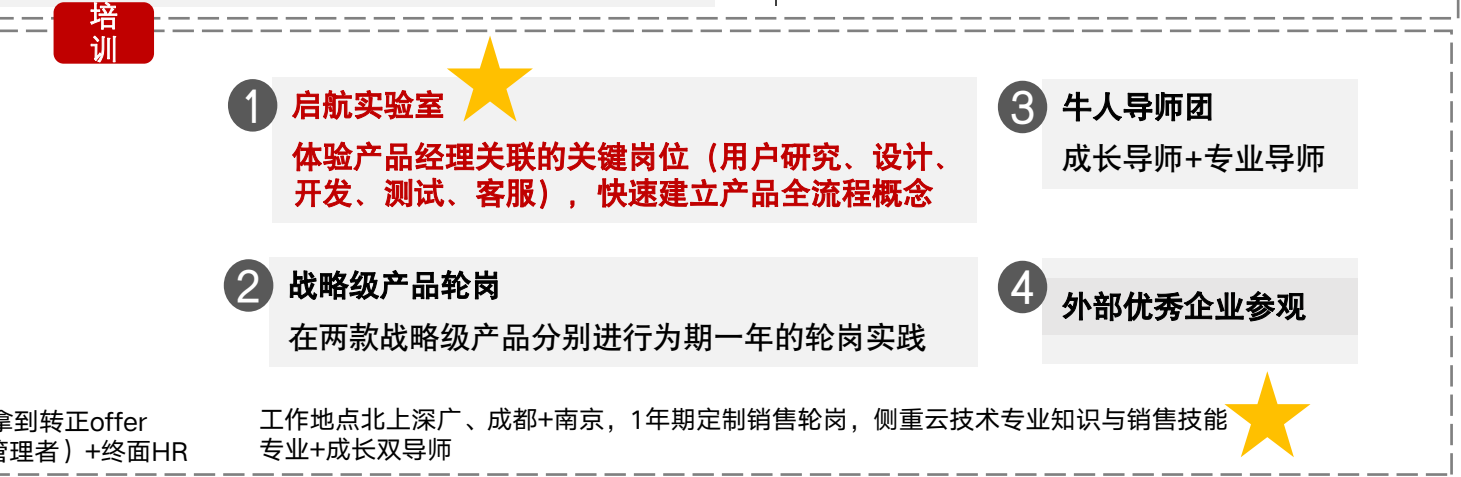 培
训
1 启航实验室
体验产品经理关联的关键岗位（用户研究、设计、
开发、测试、客服），快速建立产品全流程概念
3 牛人导师团
成长导师+专业导师
2 战略级产品轮岗
在两款战略级产品分别进行为期一年的轮岗实践
4 外部优秀企业参观
拿到转正offer
管理者）+终面HR
工作地点北上深广、成都+南京，1年期定制销售轮岗，侧重云技术专业知识与销售技能
专业+成长双导师